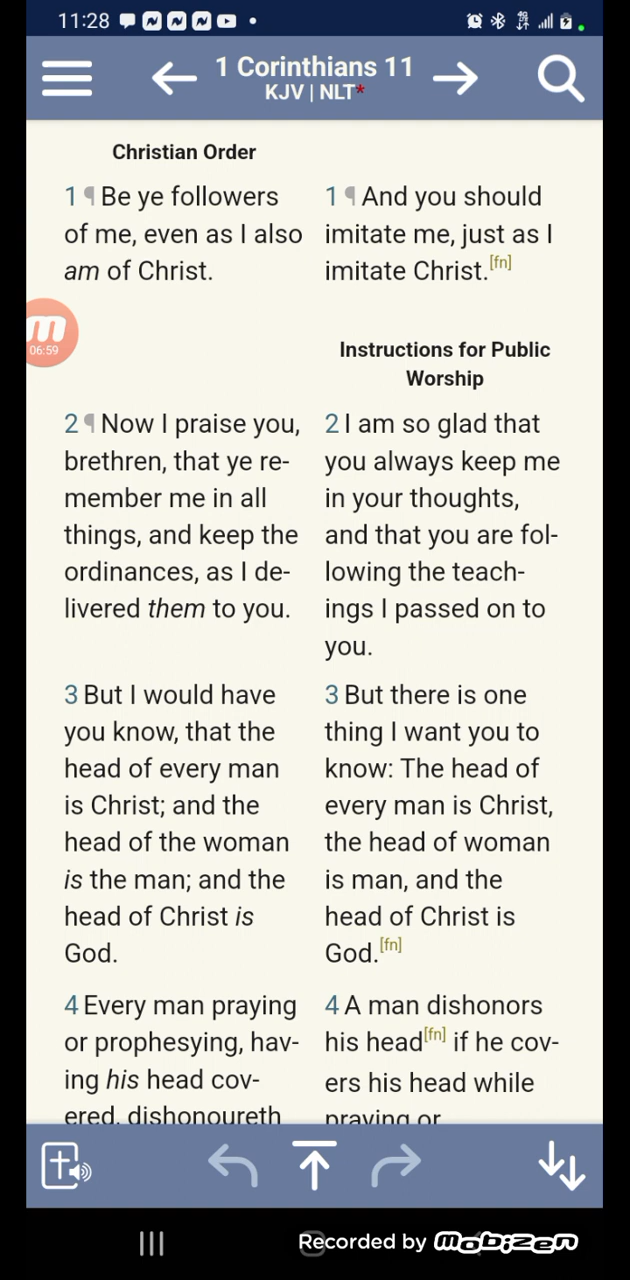 11:28
1 Corinthians 11
KJV | NLT*
Christian Order
1 ¶ Be ye followers
of me, even as I also
am of Christ.
1 ¶ And you should
imitate me, just as I
imitate Christ.[fn]
m
06:59
Instructions for Public
Worship
2 ¶ Now I praise you,
brethren, that ye re-
member me in all
things, and keep the
ordinances, as I de-
livered them to you.
2 I am so glad that
you always keep me
in your thoughts,
and that you are fol-
lowing the teach-
ings I passed on to
you.
3 But I would have
you know, that the
head of every man
is Christ; and the
head of the woman
is the man; and the
head of Christ is
God.
3 But there is one
thing I want you to
know: The head of
every man is Christ,
the head of woman
is man, and the
head of Christ is
God.[fn]
4 Every man praying
or prophesying, hav-
ing his head cov-
ered, dishonoureth
4 A man dishonors
his head[fn] if he cov-
ers his head while
praying or
Recorded by mobizen